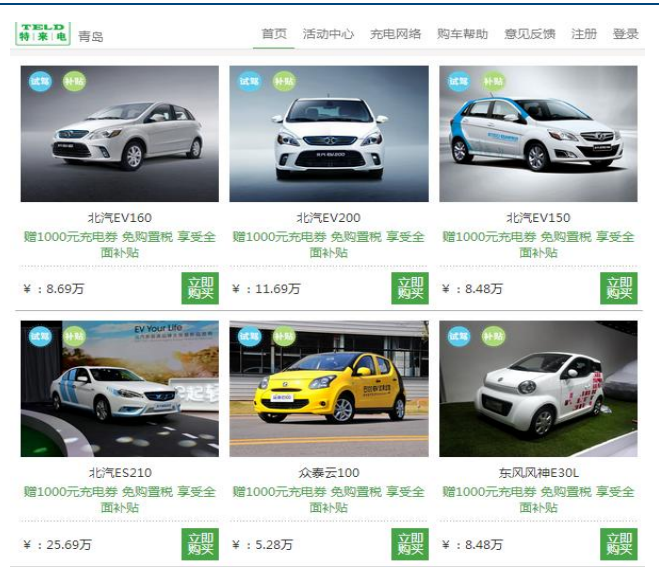 TELD
特来电
青岛
首页 活动中心 充电网络 购车帮助 意见反馈 注册 登录
试驾 补贴
试驾 补贴
试驾 补贴
北汽EV160
赠1000元充电券 免购置税 享受全
面补贴
¥ : 8.69万
立即
购买
北汽EV200
赠1000元充电券 免购置税 享受全
面补贴
¥ : 11.69万
立即
购买
北汽EV150
赠1000元充电券 免购置税 享受全
面补贴
¥ : 8.48万
立即
购买
试驾 补贴
EV Your Life
试驾 补贴
试驾 补贴
北汽ES210
赠1000元充电券 免购置税 享受全
面补贴
¥ : 25.69万
立即
购买
众泰云100
赠1000元充电券 免购置税 享受全
面补贴
¥ : 5.28万
立即
购买
东风风神E30L
赠1000元充电券 免购置税 享受全
面补贴
¥ : 8.48万
立即
购买